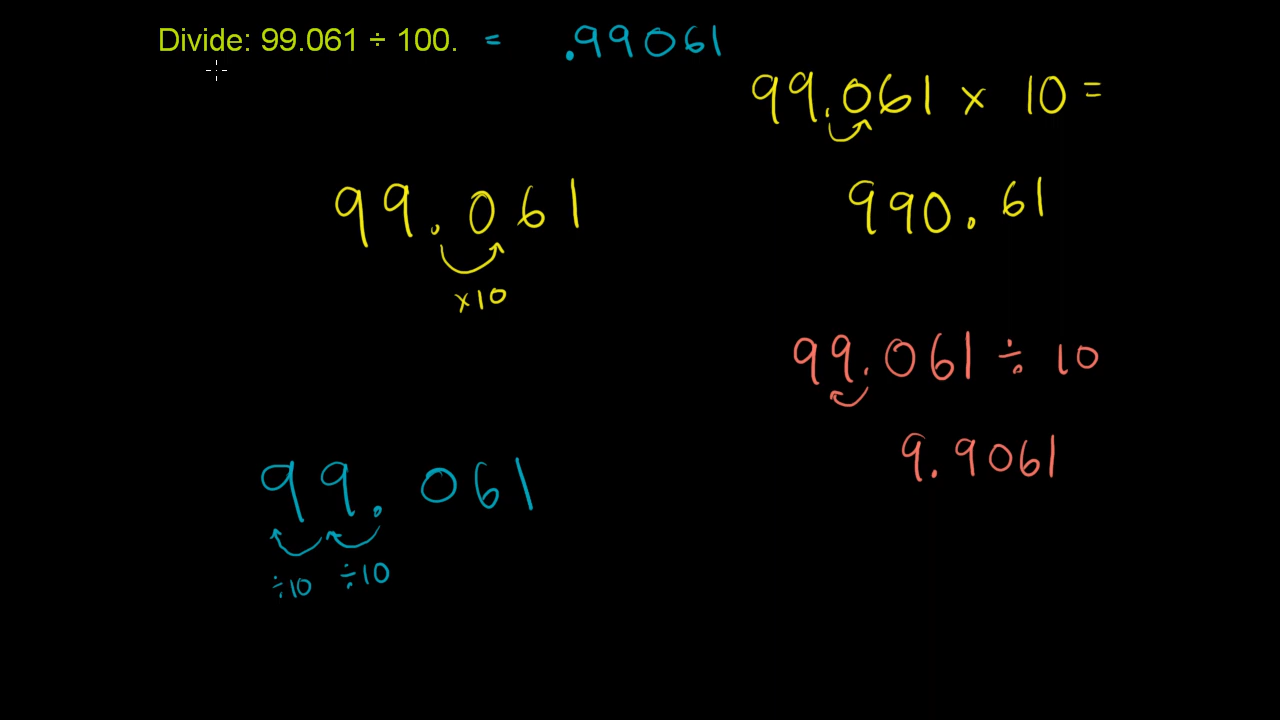 Divide: 99.061 ÷ 100. = .99061
99.061 x 10 =
99.061
x10
990.61
99.061 ÷ 10
9.9061
99.061
÷10 ÷10